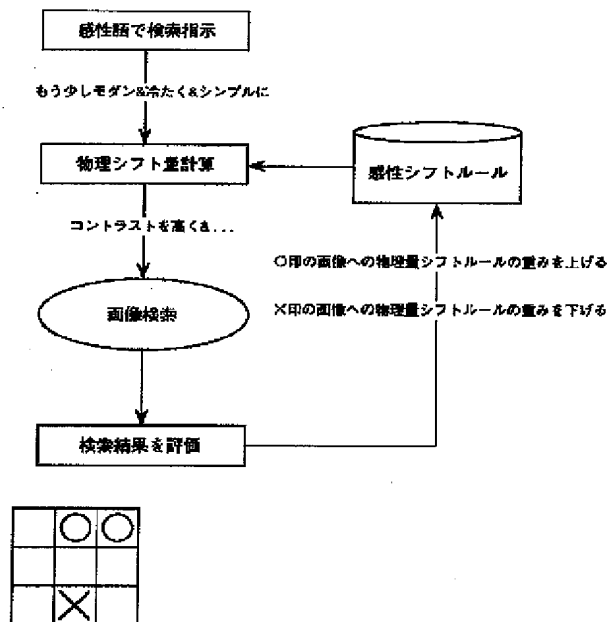 感性語で検索指示
もう少しモダン&冷たく&シンプルに
物理シフト量計算
感性シフトルール
コントラストを高く&...
○印の画像への物理量シフトルールの重みを上げる
画像検索
×印の画像への物理量シフトルールの重みを下げる
検索結果を評価
○ ○
×